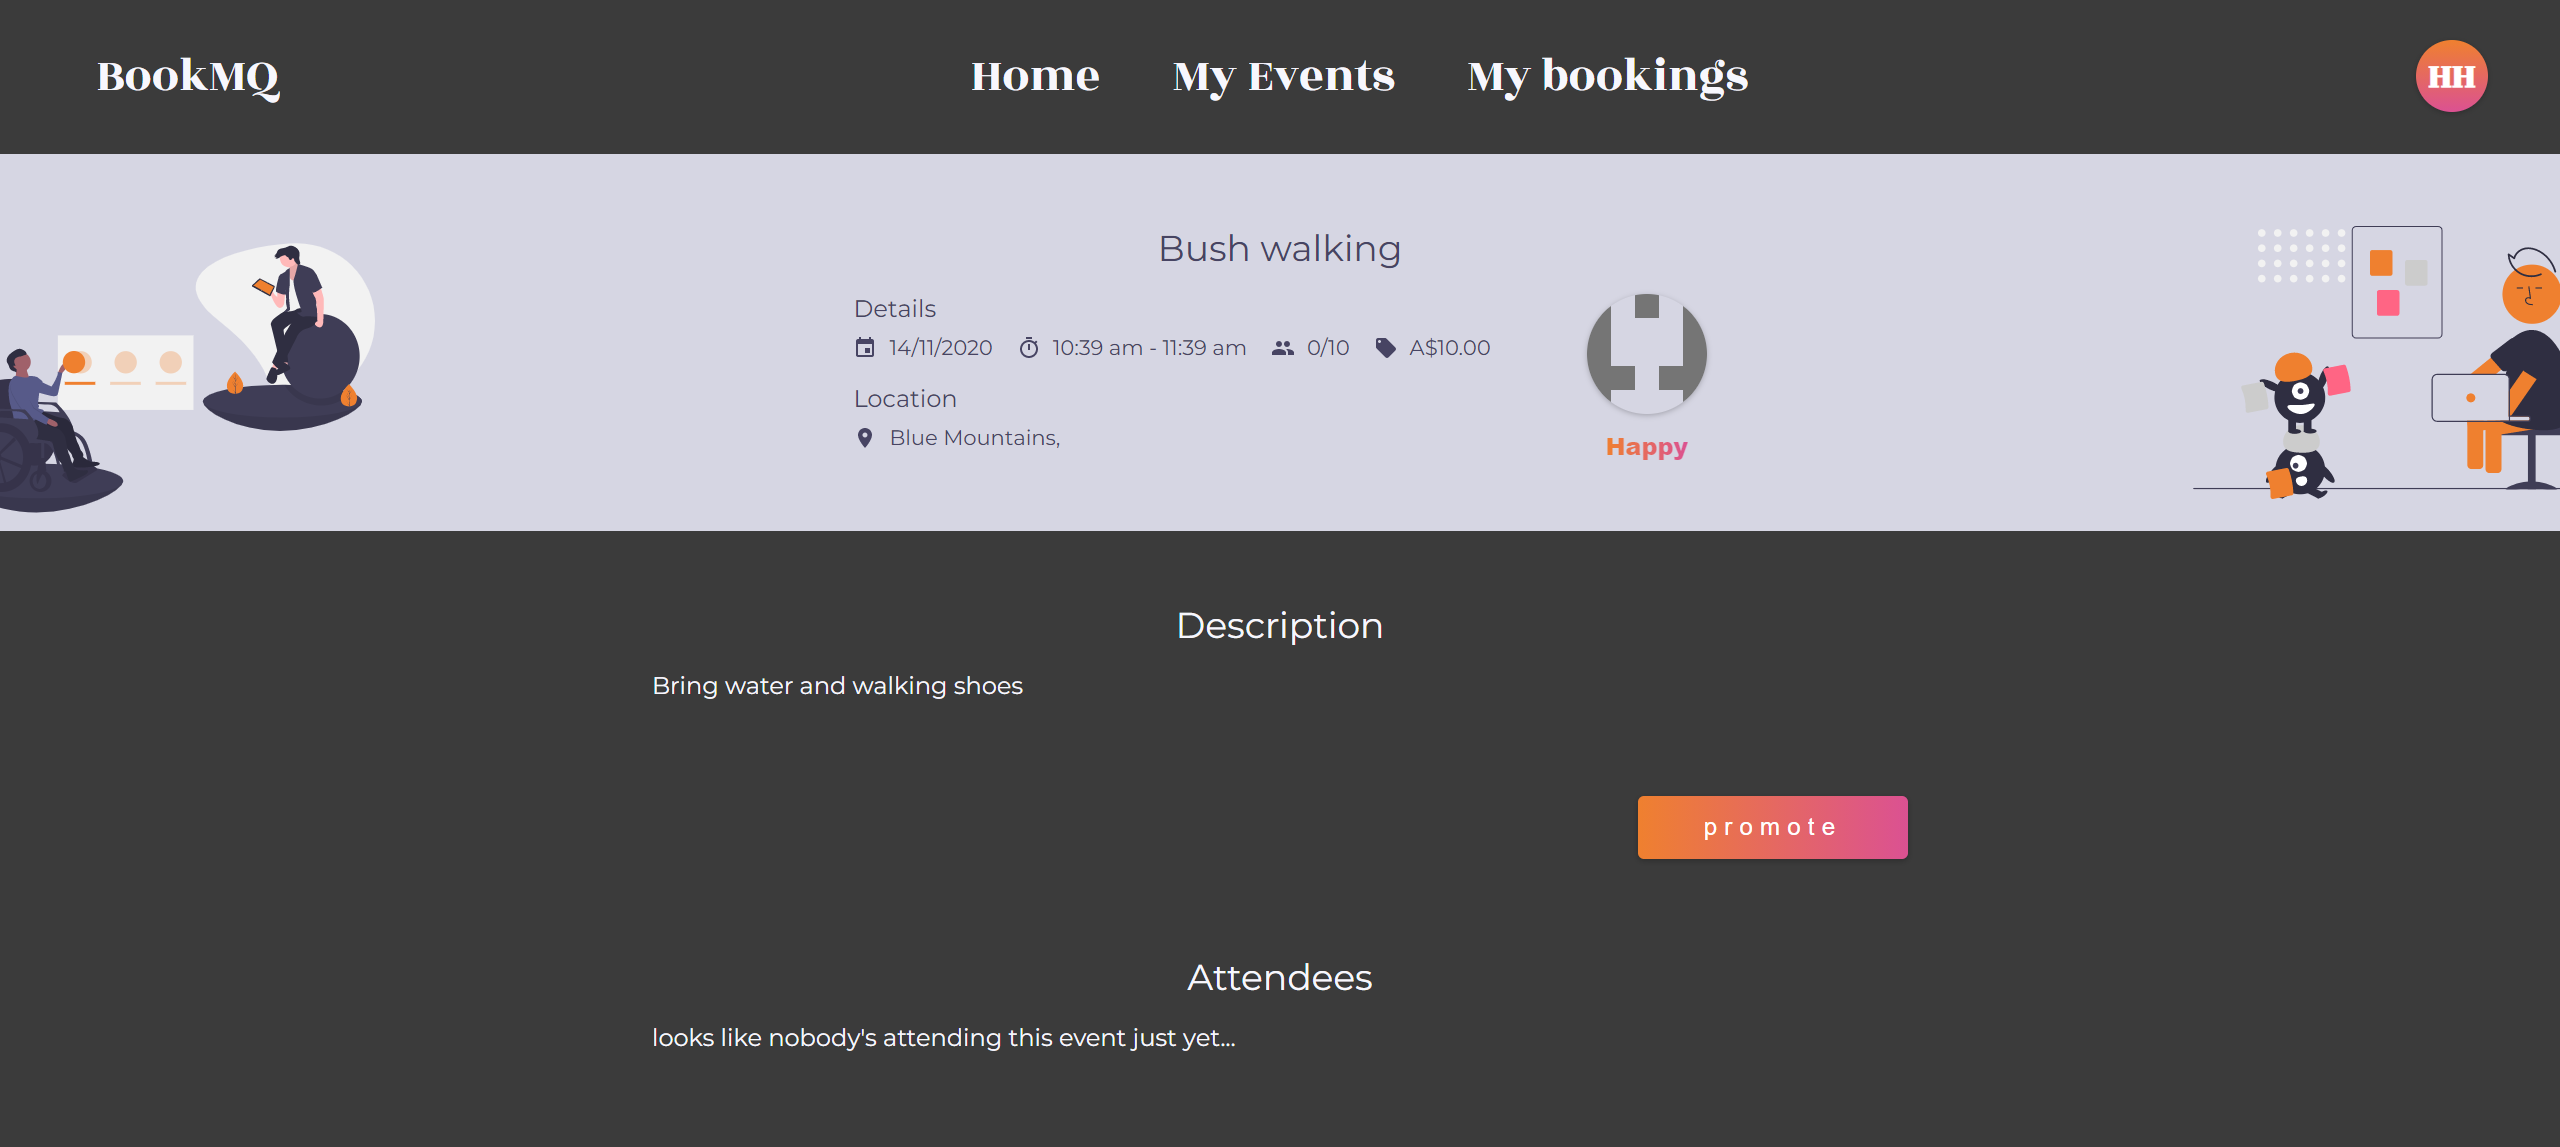 BookMQ
Home My Events My bookings
HH
Bush walking
Details
14/11/2020 10:39 am - 11:39 am 0/10 A$10.00
Location
Blue Mountains,
Happy
Description
Bring water and walking shoes
promote
Attendees
looks like nobody's attending this event just yet...